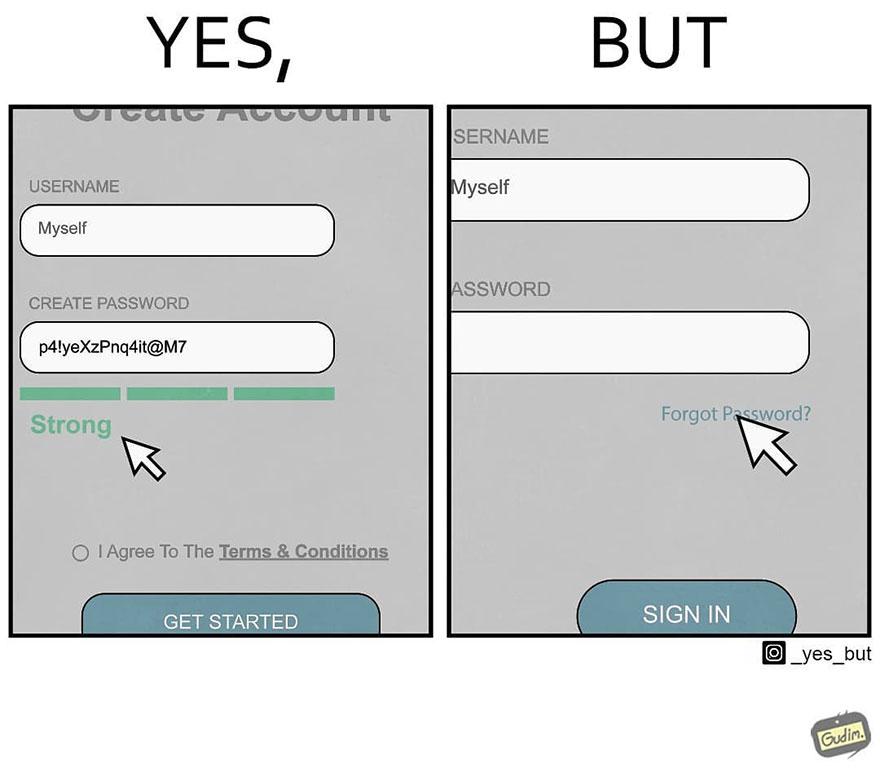 YES,
BUT
Create Account
USERNAME
Myself
CREATE PASSWORD
p4!yeXzPnq4it@M7
Strong
I Agree To The Terms & Conditions
GET STARTED
SERNAME
Myself
ASSWORD
Forgot Password?
SIGN IN
_yes_but
Gudim.